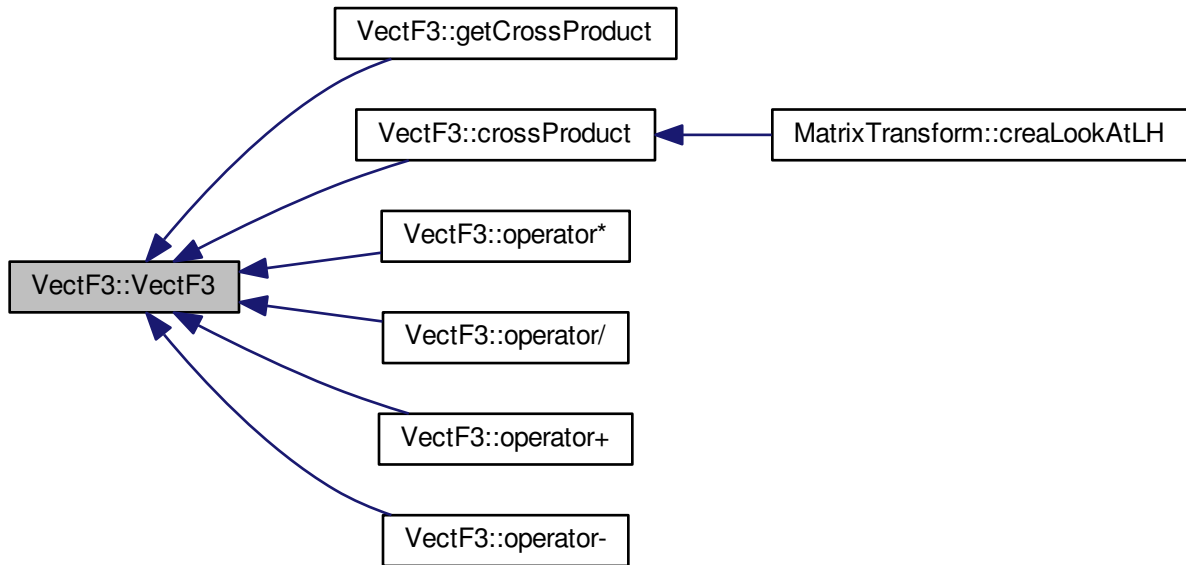 VectF3::getCrossProduct
VectF3::crossProduct
MatrixTransform::creaLookAtLH
VectF3::operator*
VectF3::VectF3
VectF3::operator/
VectF3::operator+
VectF3::operator-